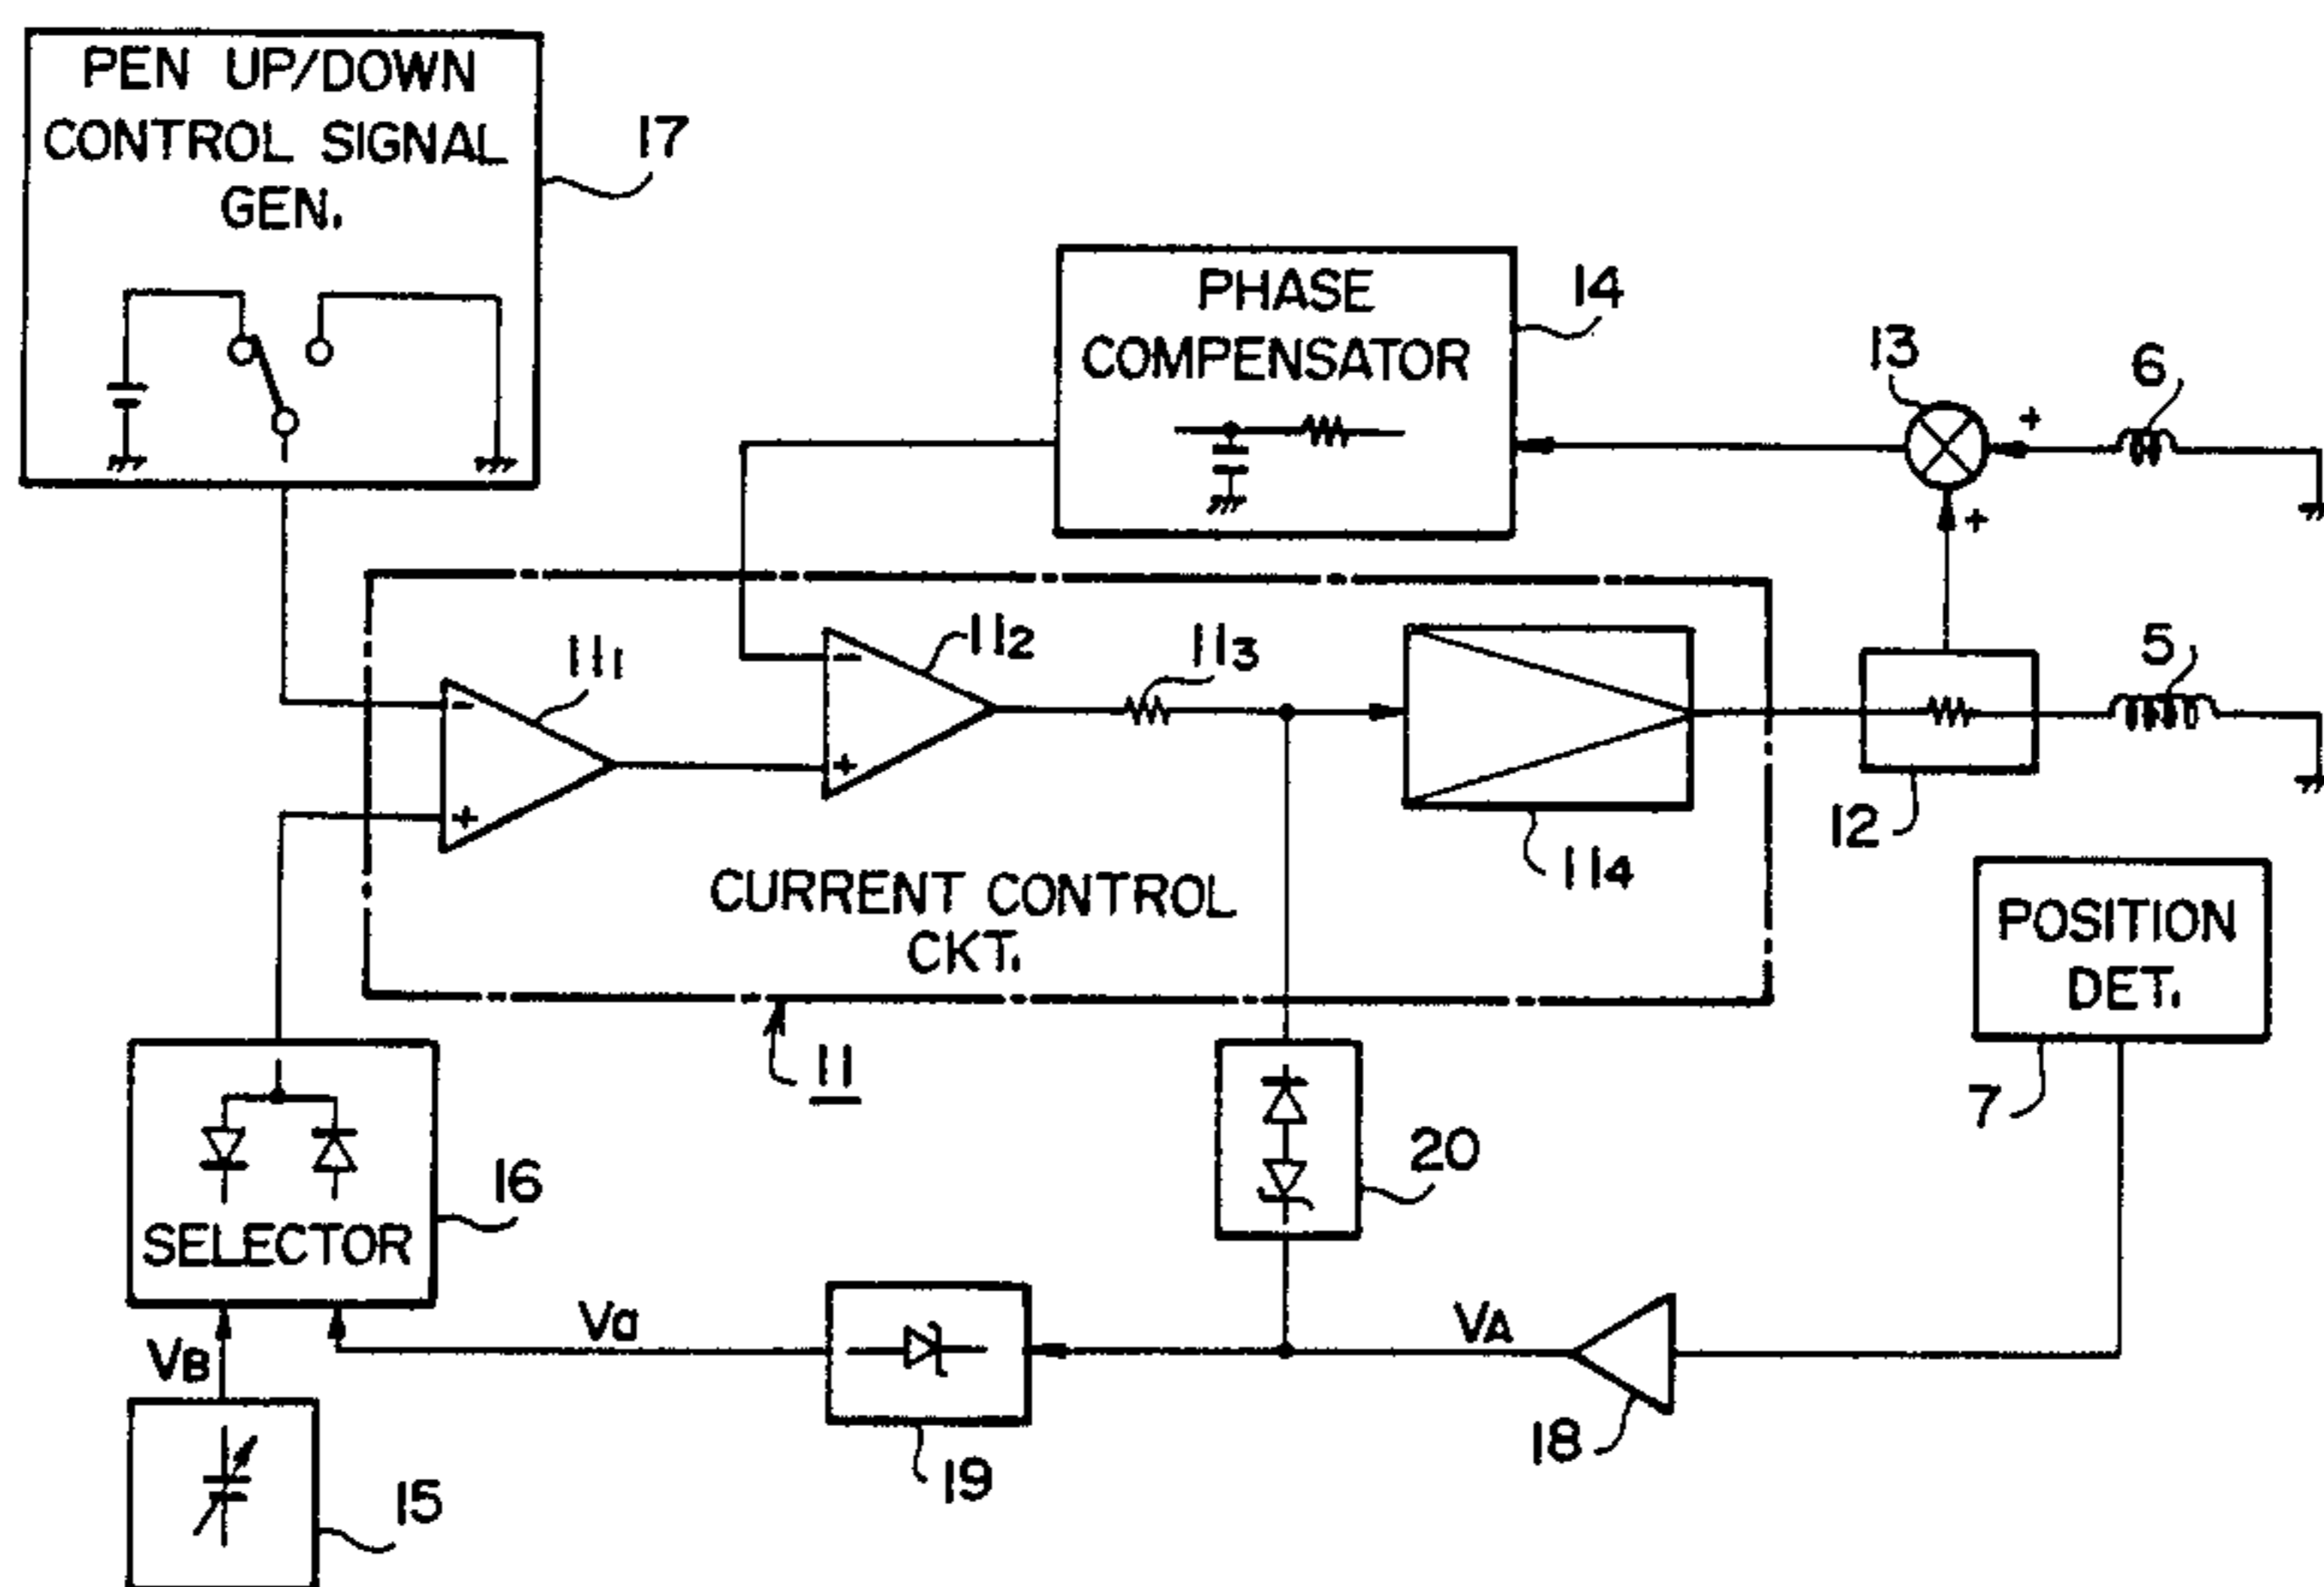 PEN UP/DOWN
CONTROL SIGNAL
GEN.
17
PHASE
COMPENSATOR
14
13
+
6
+
11₁
11₂
11₃
5
−
−
+
+
11₄
12
CURRENT CONTROL
CKT.
POSITION
DET.
11
7
20
16
SELECTOR
Va
VA
VB
18
19
15